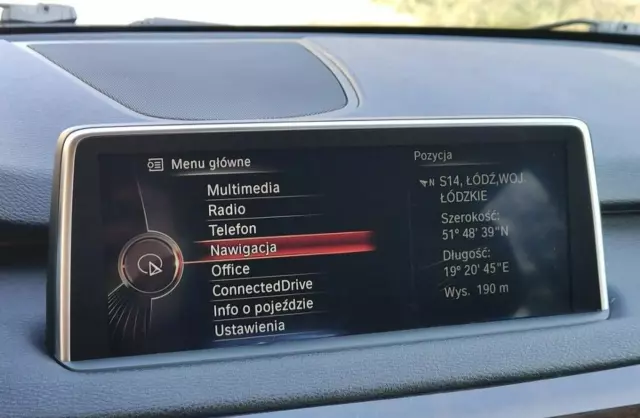 Menu główne
Multimedia
Radio
Telefon
Nawigacja
Office
ConnectedDrive
Info o pojeździe
Ustawienia
Pozycja
N S14, ŁÓDŹ,WOJ.
ŁÓDZKIE
Szerokość:
51° 48' 39"N
Długość:
19° 20' 45"E
Wys. 190 m